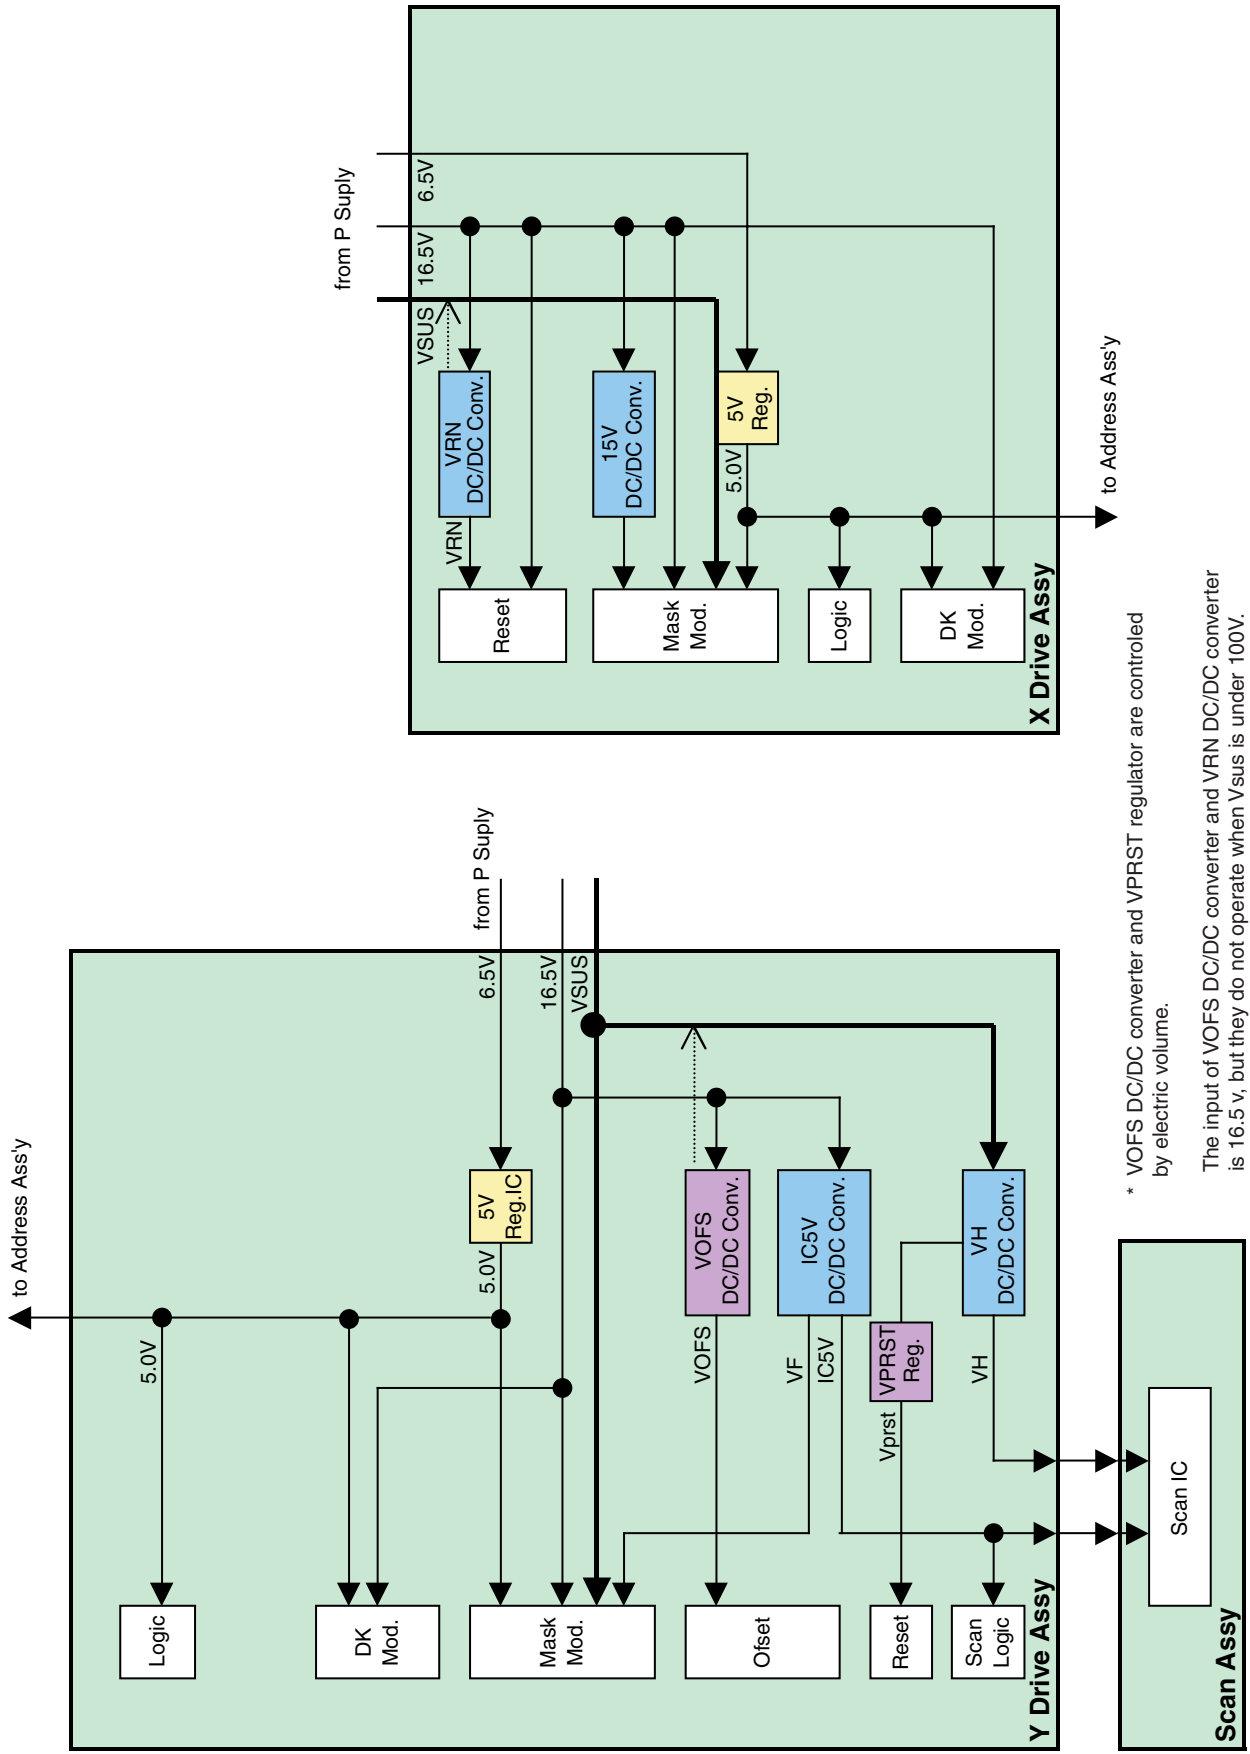 to Address Ass'y
from P Suply
6.5V
16.5V
VSUS
5V
Reg.IC
5.0V
5.0V
VOFS
DC/DC Conv.
VOFS
IC5V
DC/DC Conv.
VF
IC5V
VH
DC/DC Conv.
VPRST
Reg.
Vprst
VH
Logic
DK
Mod.
Mask
Mod.
Ofset
Reset
Scan
Logic
Y Drive Assy
Scan IC
Scan Assy
from P Suply
VSUS
16.5V
6.5V
VRN
DC/DC Conv.
VRN
15V
DC/DC Conv.
5V
Reg.
5.0V
Reset
Mask
Mod.
Logic
DK
Mod.
X Drive Assy
to Address Ass'y
* VOFS DC/DC converter and VPRST regulator are controled
by electric volume.
The input of VOFS DC/DC converter and VRN DC/DC converter
is 16.5 v, but they do not operate when Vsus is under 100V.